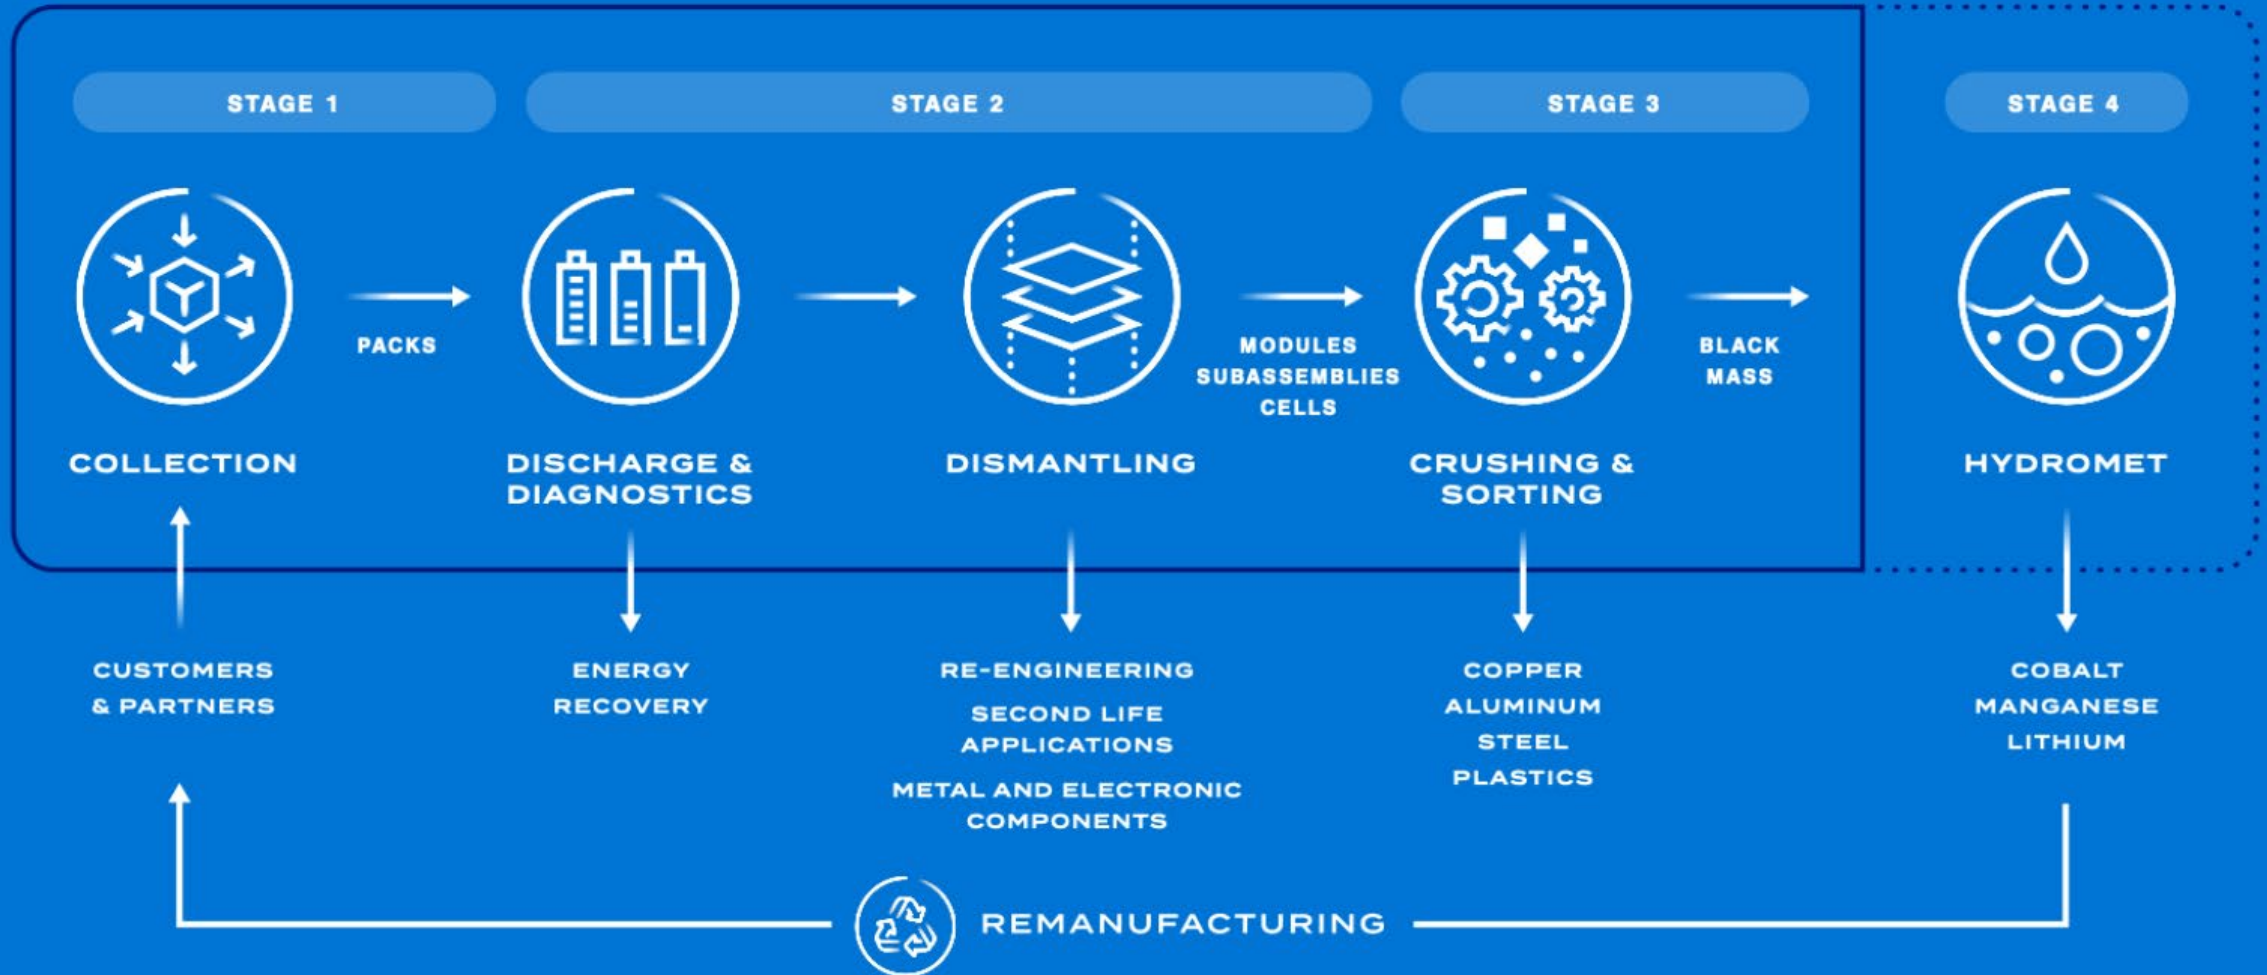 STAGE 1
STAGE 2
STAGE 3
STAGE 4
PACKS
MODULES
SUBASSEMBLIES
CELLS
BLACK
MASS
COLLECTION
DISCHARGE &
DIAGNOSTICS
DISMANTLING
CRUSHING &
SORTING
HYDROMET
CUSTOMERS
& PARTNERS
ENERGY
RECOVERY
RE-ENGINEERING
SECOND LIFE
APPLICATIONS
METAL AND ELECTRONIC
COMPONENTS
COPPER
ALUMINUM
STEEL
PLASTICS
COBALT
MANGANESE
LITHIUM
REMANUFACTURING